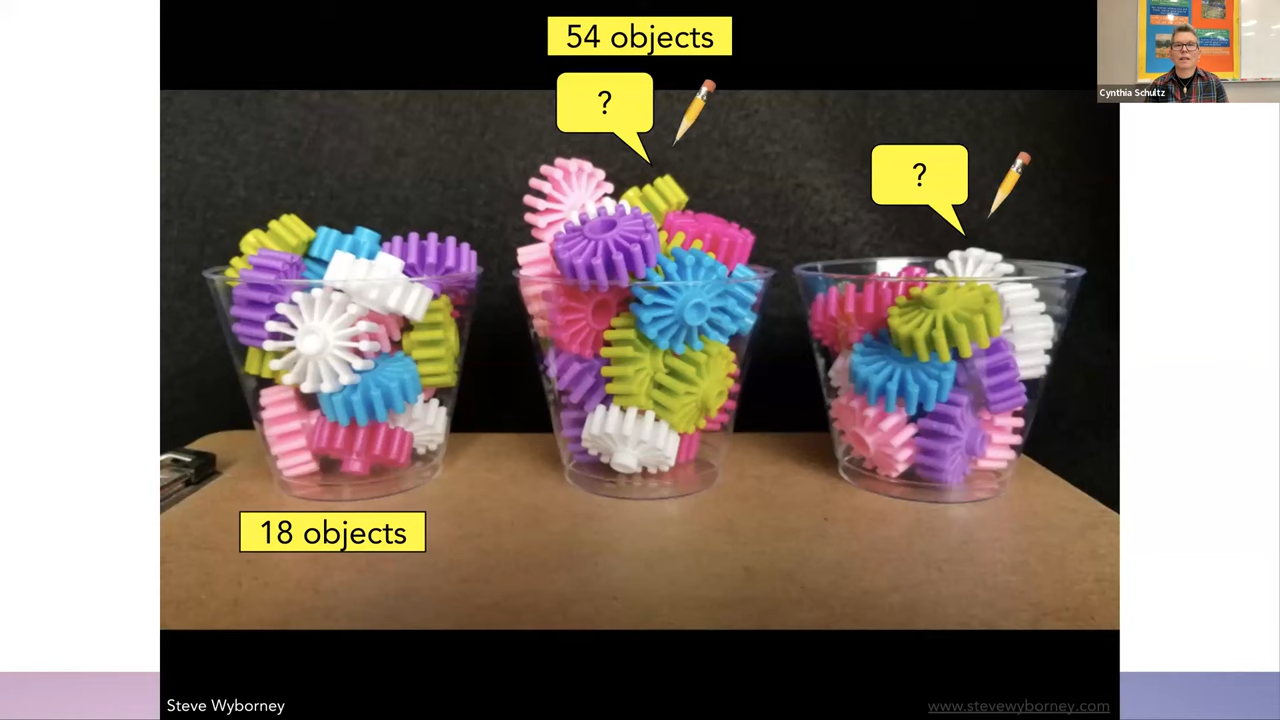 54 objects
?
?
Cynthia Schultz
18 objects
Steve Wyborney
www.stevewyborney.com